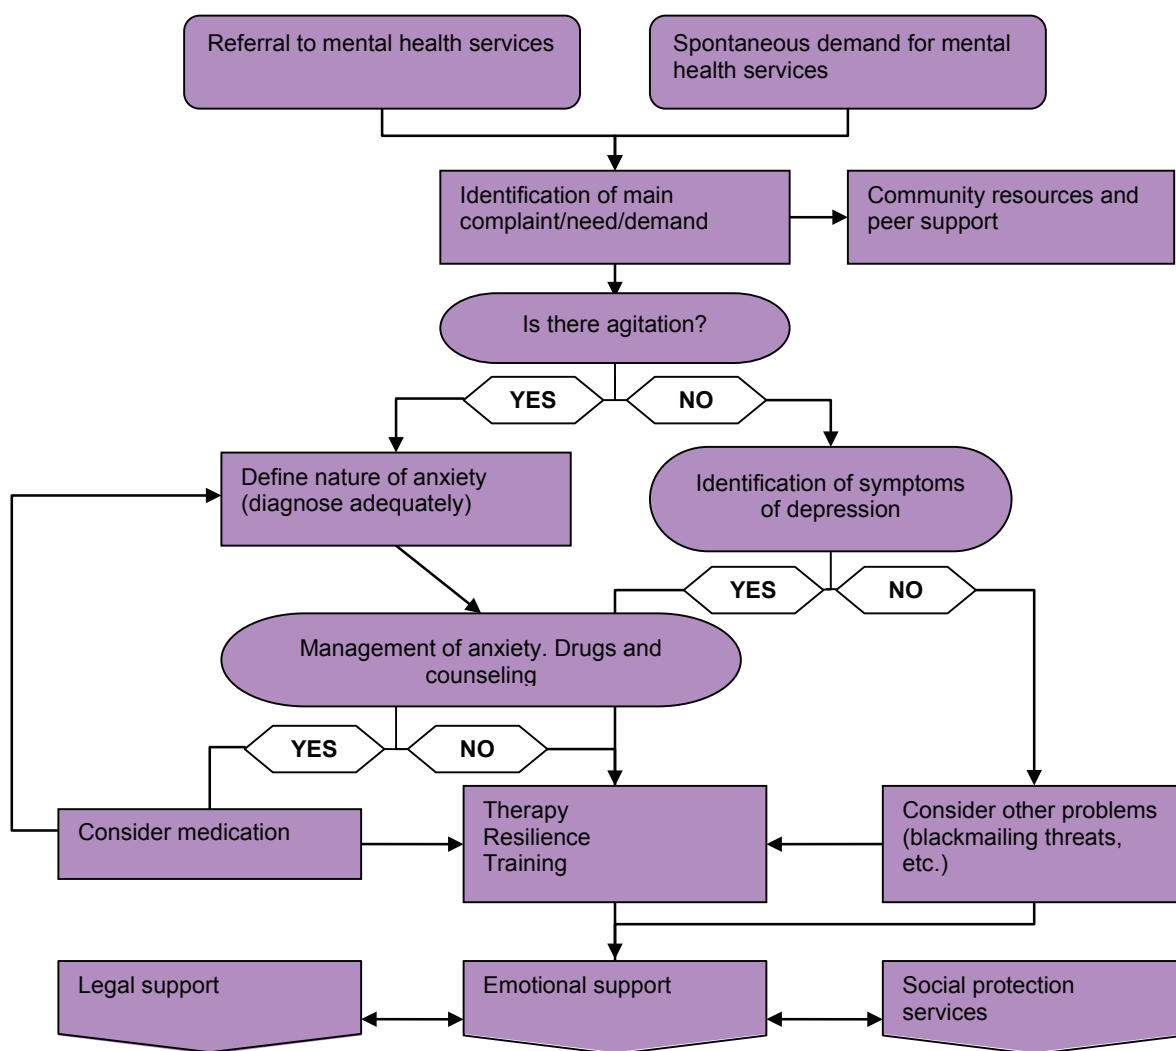 Referral to mental health services
Spontaneous demand for mental
health services
Identification of main
complaint/need/demand
Community resources and
peer support
Is there agitation?
YES
NO
Define nature of anxiety
(diagnose adequately)
Identification of symptoms
of depression
YES
NO
Management of anxiety. Drugs and
counseling
YES
NO
Consider medication
Therapy
Resilience
Training
Consider other problems
(blackmailing threats,
etc.)
Legal support
Emotional support
Social protection
services